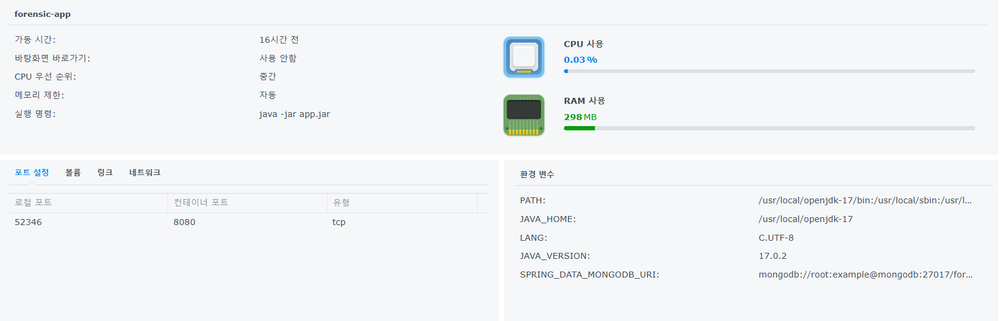 forensic-app
가동 시간: 16시간 전
바탕화면 바로가기: 사용 안함
CPU 우선 순위: 중간
메모리 제한: 자동
실행 명령: java -jar app.jar
CPU 사용
0.03 %
RAM 사용
298 MB
포트 설정 볼륨 링크 네트워크
로컬 포트 컨테이너 포트 유형
52346 8080 tcp
환경 변수
PATH: /usr/local/openjdk-17/bin:/usr/local/sbin:/usr/l...
JAVA_HOME: /usr/local/openjdk-17
LANG: C.UTF-8
JAVA_VERSION: 17.0.2
SPRING_DATA_MONGODB_URI: mongodb://root:example@mongodb:27017/for...